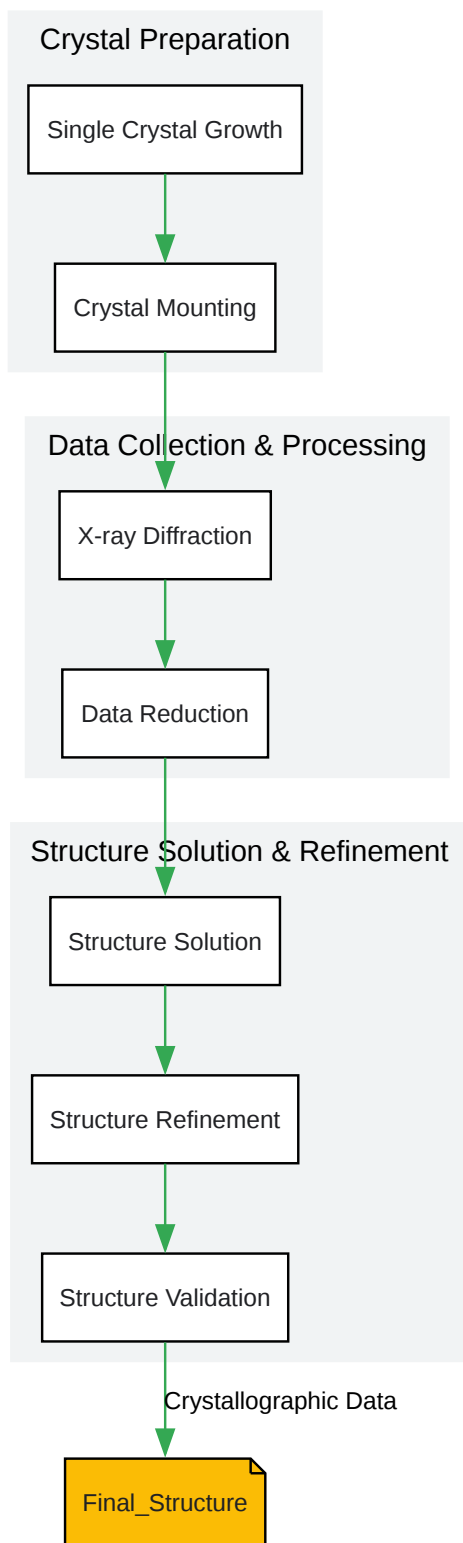 Crystal Preparation
Single Crystal Growth
Crystal Mounting
Data Collection & Processing
X-ray Diffraction
Data Reduction
Structure Solution & Refinement
Structure Solution
Structure Refinement
Structure Validation
Crystallographic Data
Final_Structure